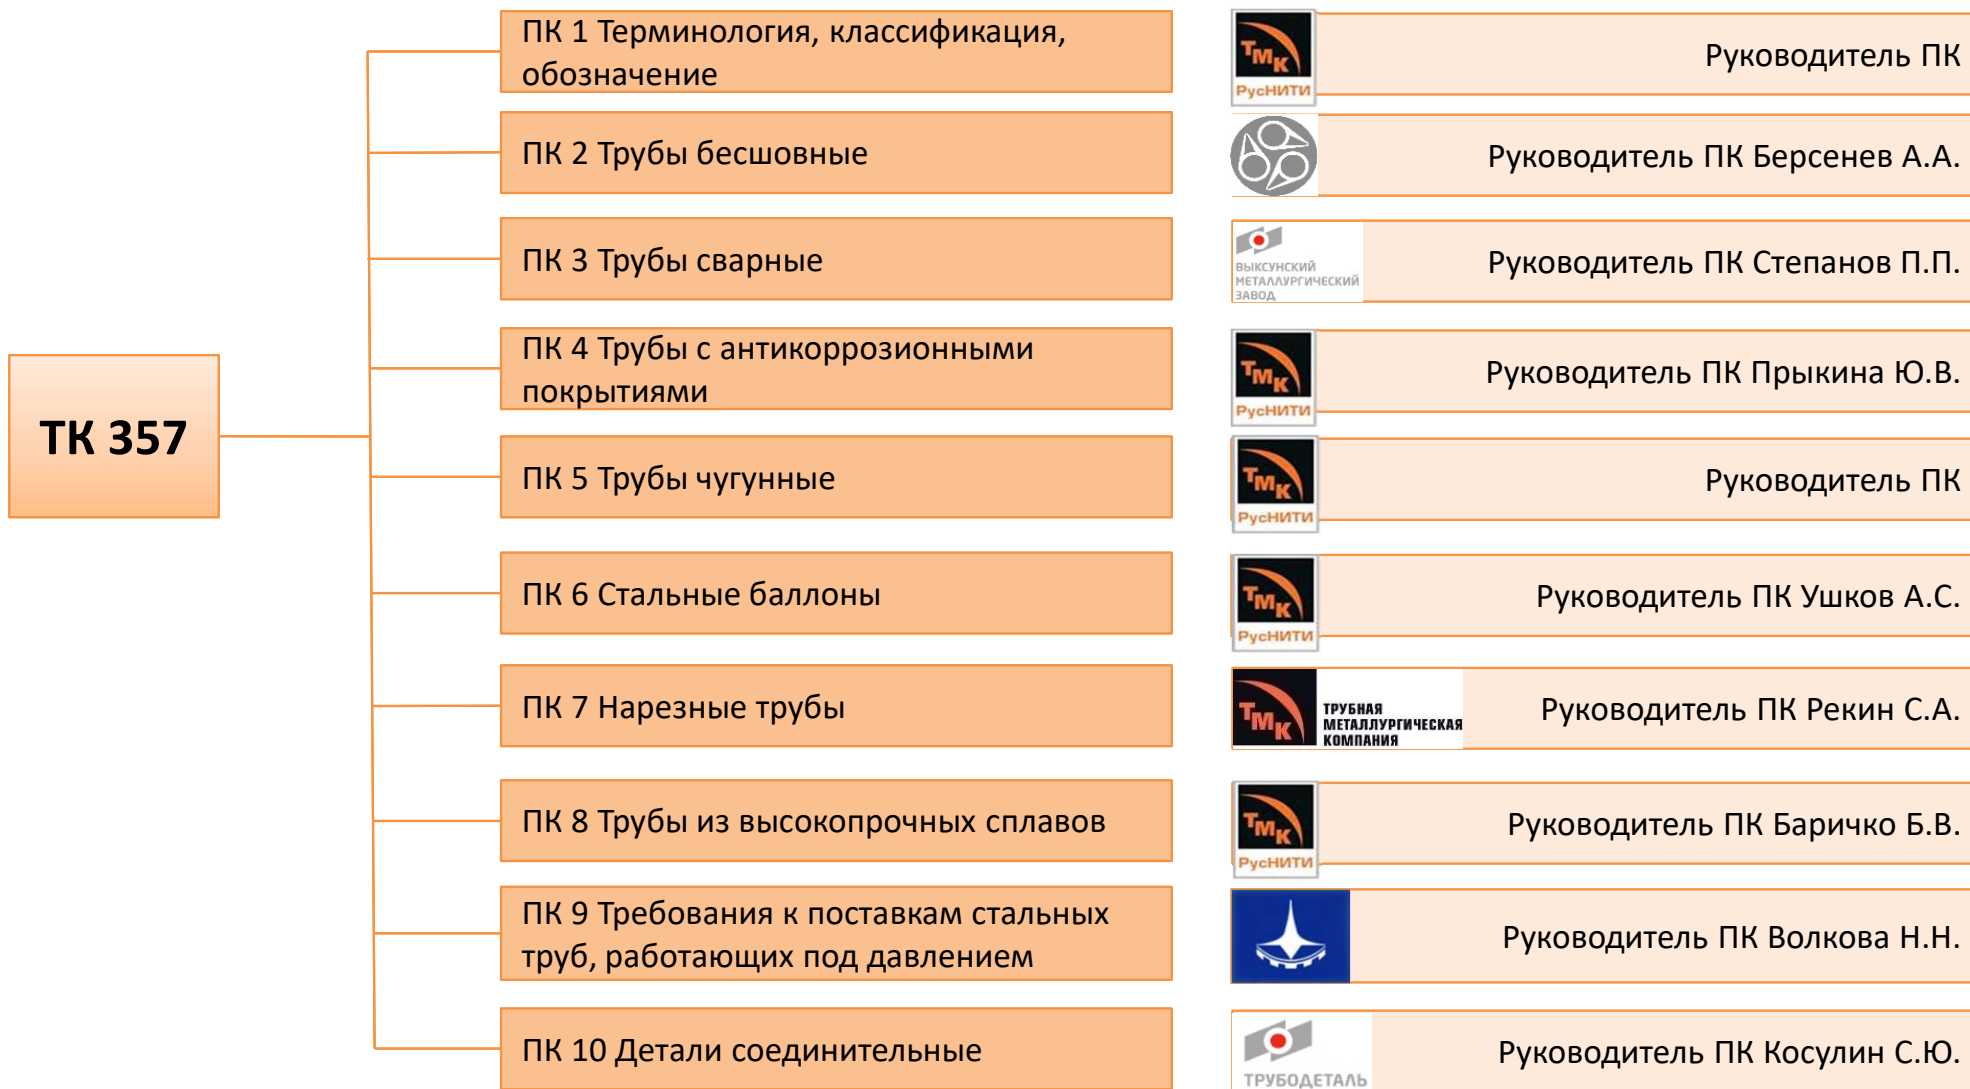 ТК 357
ПК 1 Терминология, классификация,
обозначение
ТМК
РусНИТИ
Руководитель ПК
ПК 2 Трубы бесшовные
Руководитель ПК Берсенев А.А.
ПК 3 Трубы сварные
ВЫКСУНСКИЙ
МЕТАЛЛУРГИЧЕСКИЙ
ЗАВОД
Руководитель ПК Степанов П.П.
ПК 4 Трубы с антикоррозионными
покрытиями
ТМК
РусНИТИ
Руководитель ПК Прыкина Ю.В.
ПК 5 Трубы чугунные
ТМК
РусНИТИ
Руководитель ПК
ПК 6 Стальные баллоны
ТМК
РусНИТИ
Руководитель ПК Ушков А.С.
ПК 7 Нарезные трубы
ТМК
ТРУБНАЯ
МЕТАЛЛУРГИЧЕСКАЯ
КОМПАНИЯ
Руководитель ПК Рекин С.А.
ПК 8 Трубы из высокопрочных сплавов
ТМК
РусНИТИ
Руководитель ПК Баричко Б.В.
ПК 9 Требования к поставкам стальных
труб, работающих под давлением
Руководитель ПК Волкова Н.Н.
ПК 10 Детали соединительные
ТРУБОДЕТАЛЬ
Руководитель ПК Косулин С.Ю.